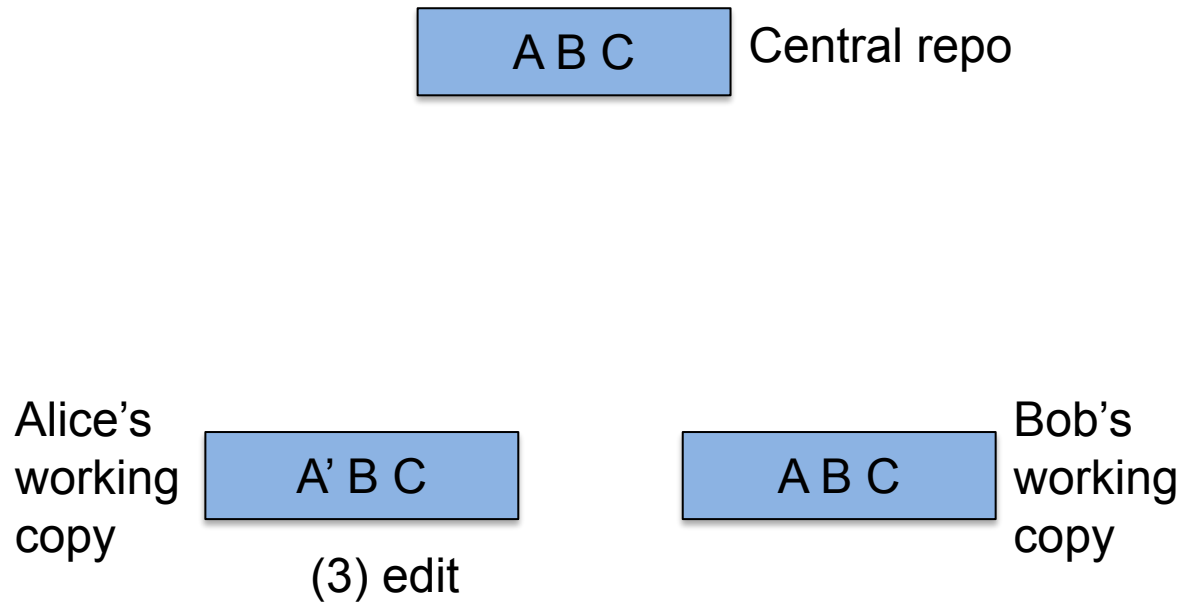 A B C
Central repo
Alice’s
working
copy
A’ B C
(3) edit
A B C
Bob’s
working
copy